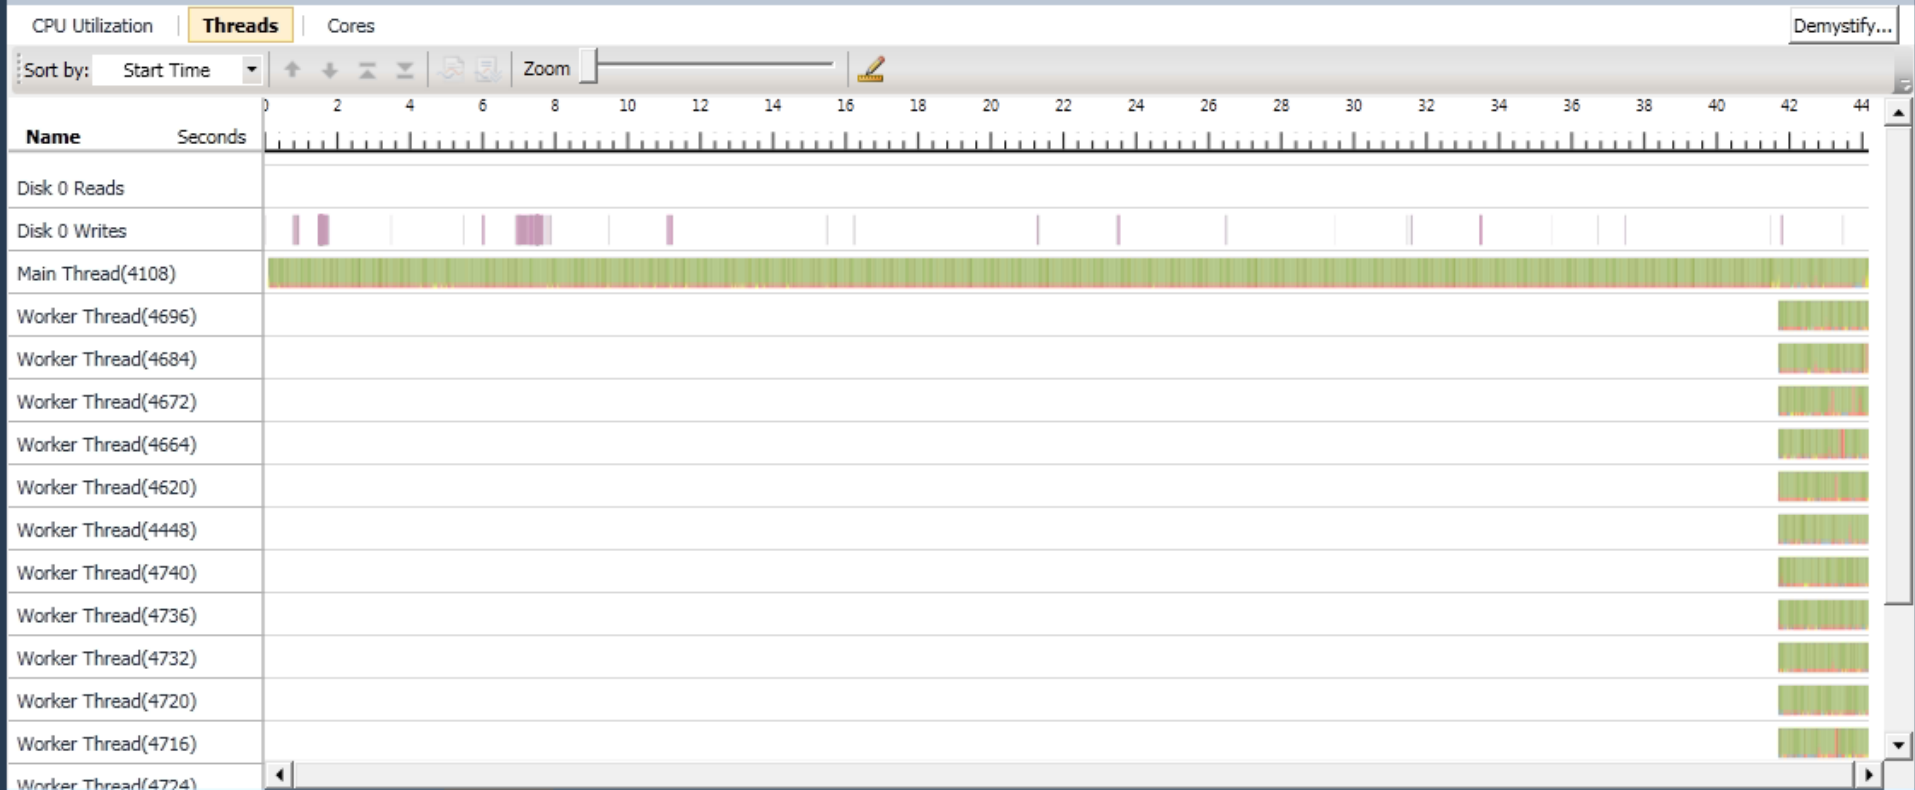 CPU Utilization Threads Cores Demystify...
Sort by: Start Time Zoom
0 2 4 6 8 10 12 14 16 18 20 22 24 26 28 30 32 34 36 38 40 42 44
Name Seconds
Disk 0 Reads
Disk 0 Writes
Main Thread(4108)
Worker Thread(4696)
Worker Thread(4684)
Worker Thread(4672)
Worker Thread(4664)
Worker Thread(4620)
Worker Thread(4448)
Worker Thread(4740)
Worker Thread(4736)
Worker Thread(4732)
Worker Thread(4720)
Worker Thread(4716)
Worker Thread(4724)